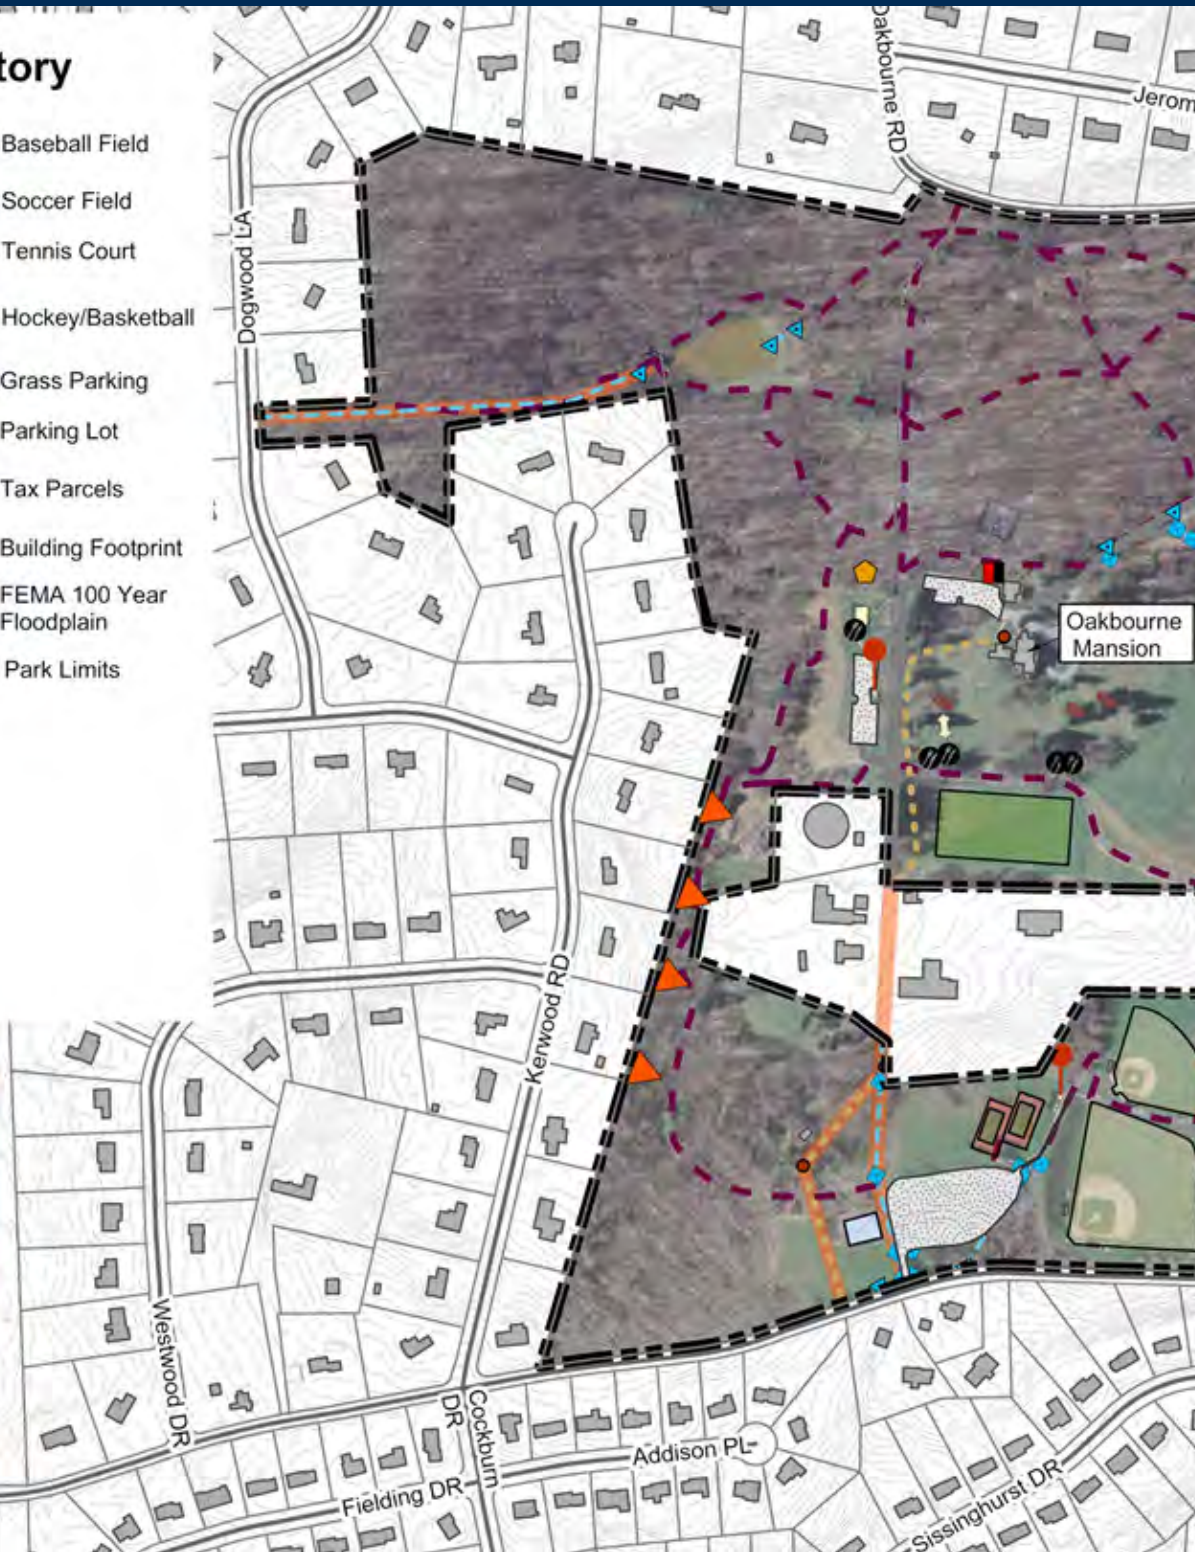 tory
Baseball Field
Soccer Field
Tennis Court
Hockey/Basketball
Grass Parking
Parking Lot
Tax Parcels
Building Footprint
FEMA 100 Year
Floodplain
Park Limits
Oakbourne RD
Jerom
Dogwood LA
Oakbourne
Mansion
Kerwood RD
Westwood DR
Cockburn
DR
Addison PL
Fielding DR
Sissinghurst DR